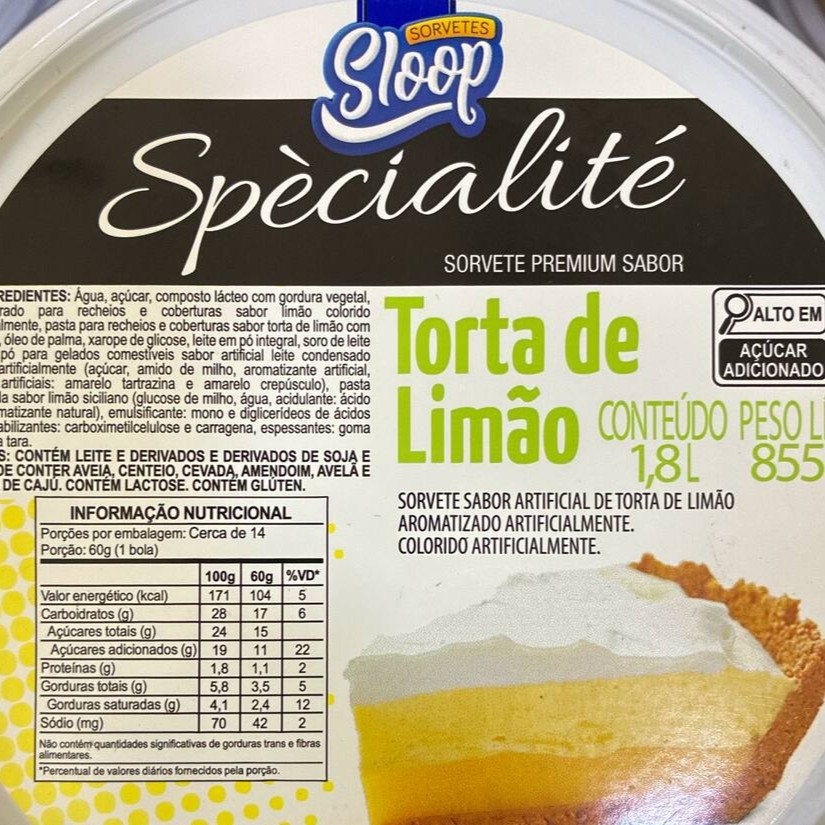 SORVETES
Sloop
Spècialité
SORVETE PREMIUM SABOR
REDIENTES: Água, açúcar, composto lácteo com gordura vegetal,
rado para recheios e coberturas sabor limão colorido
lmente, pasta para recheios e coberturas sabor torta de limão com
, óleo de palma, xarope de glicose, leite em pó integral, soro de leite
pó para gelados comestíveis sabor artificial leite condensado
artificialmente (açúcar, amido de milho, aromatizante artificial,
artificiais: amarelo tartrazina e amarelo crepúsculo), pasta
a sabor limão siciliano (glucose de milho, água, acidulante: ácido
matizante natural), emulsificante: mono e diglicerídeos de ácidos
abilizantes: carboximetilcelulose e carragena, espessantes: goma
a tara.
S: CONTÉM LEITE E DERIVADOS E DERIVADOS DE SOJA E
DE CONTER AVEIA, CENTEIO, CEVADA, AMENDOIM, AVELÃ E
DE CAJÚ. CONTÉM LACTOSE. CONTÉM GLÚTEN.
Torta de
Limão
ALTO EM
AÇÚCAR
ADICIONADO
CONTEÚDO PESO LÍ
1,8L 855
SORVETE SABOR ARTIFICIAL DE TORTA DE LIMÃO
AROMATIZADO ARTIFICIALMENTE.
COLORIDO ARTIFICIALMENTE.
INFORMAÇÃO NUTRICIONAL
Porções por embalagem: Cerca de 14
Porção: 60g (1 bola)
100g 60g %VD*
Valor energético (kcal) 171 104 5
Carboidratos (g) 28 17 6
Açúcares totais (g) 24 15
Açúcares adicionados (g) 19 11 22
Proteínas (g) 1,8 1,1 2
Gorduras totais (g) 5,8 3,5 5
Gorduras saturadas (g) 4,1 2,4 12
Sódio (mg) 70 42 2
Não contém quantidades significativas de gorduras trans e fibras
alimentares.
*Percentual de valores diários fornecidos pela porção.